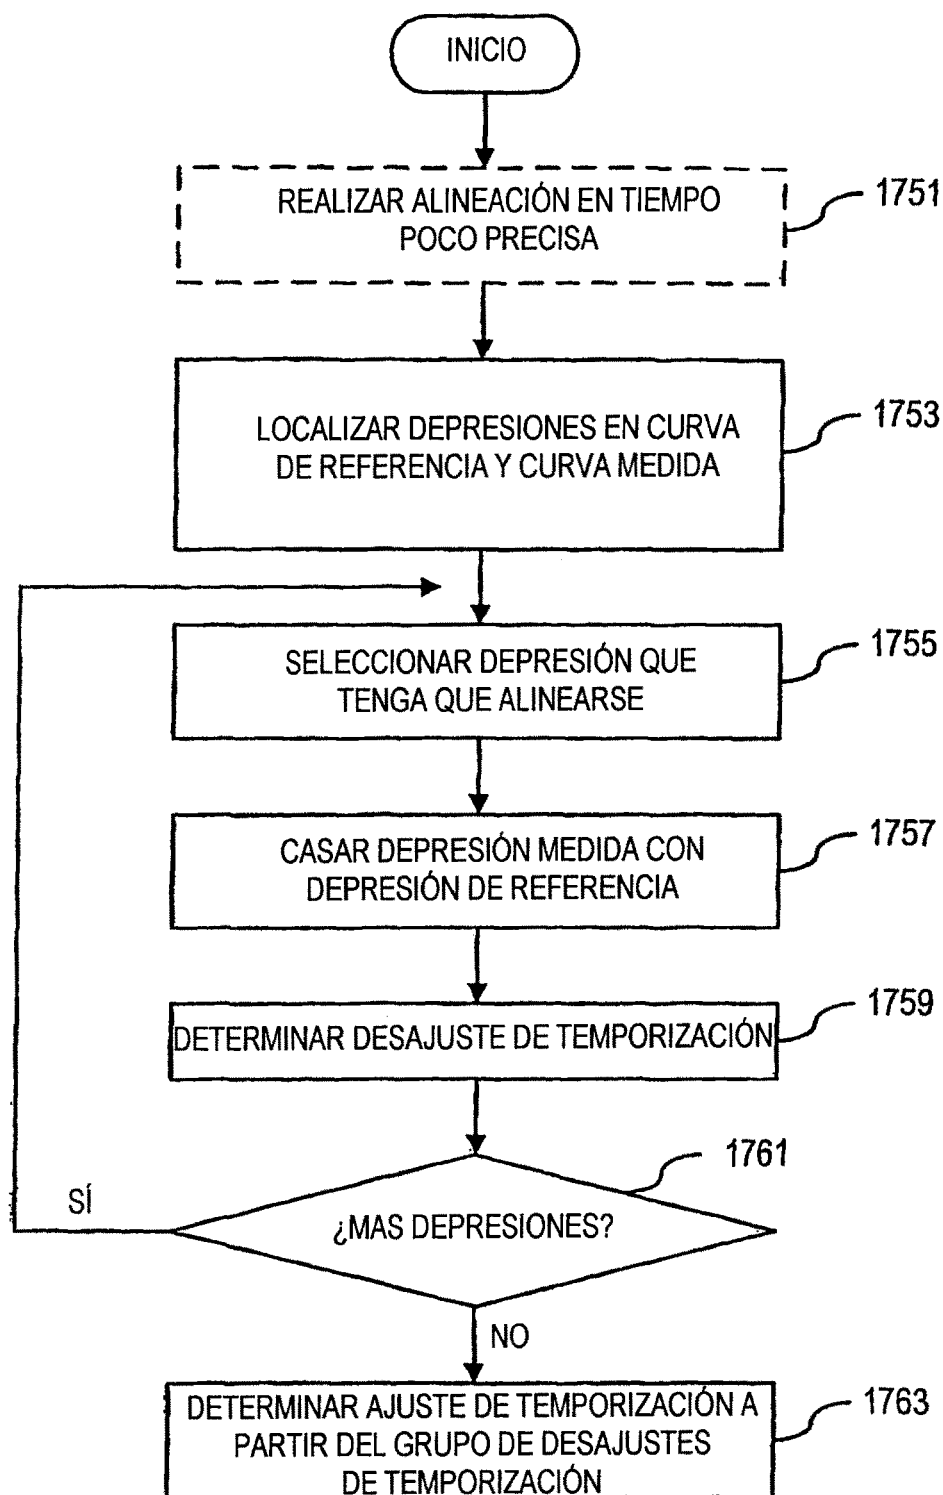 INICIO
REALIZAR ALINEACIÓN EN TIEMPO
POCO PRECISA
1751
LOCALIZAR DEPRESIONES EN CURVA
DE REFERENCIA Y CURVA MEDIDA
1753
SELECCIONAR DEPRESIÓN QUE
TENGA QUE ALINEARSE
1755
CASAR DEPRESIÓN MEDIDA CON
DEPRESIÓN DE REFERENCIA
1757
DETERMINAR DESAJUSTE DE TEMPORIZACIÓN
1759
1761
SÍ
¿MAS DEPRESIONES?
NO
DETERMINAR AJUSTE DE TEMPORIZACIÓN A
PARTIR DEL GRUPO DE DESAJUSTES
DE TEMPORIZACIÓN
1763